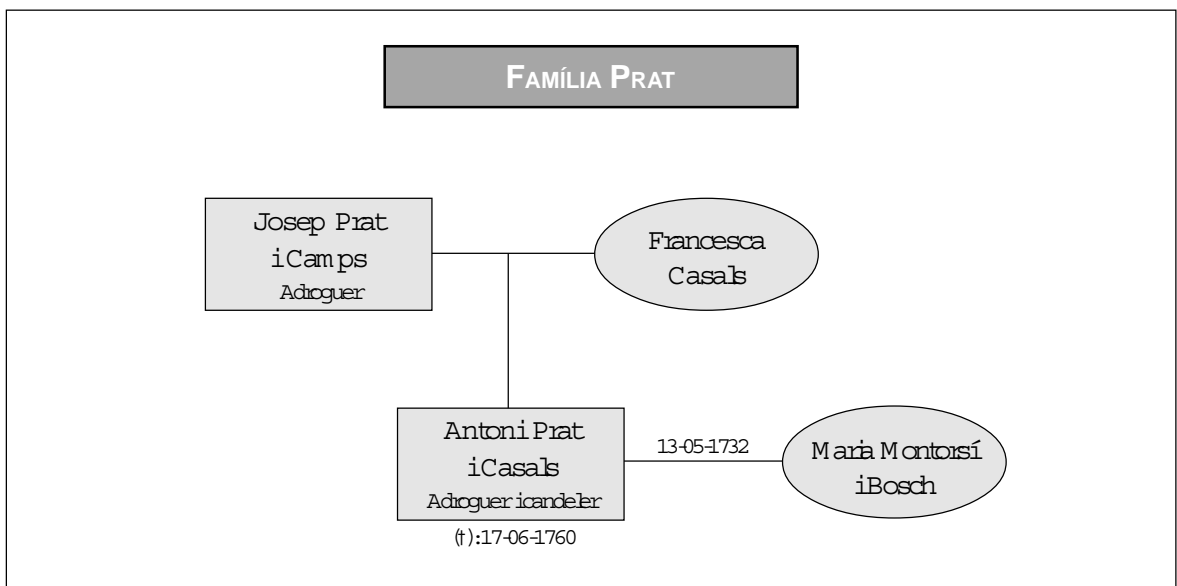 FAMÍLIA PRAT
Josep Prat
i Camps
Adroguer
Francesca
Casals
Antoni Prat
i Casals
Adroguer i candeler
(†): 17-06-1760
13-05-1732
Maria Montorsí
i Bosch